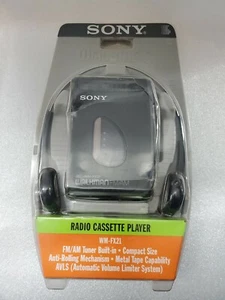 SONY
SONY
WALKMAN
RADIO CASSETTE PLAYER
WM-FX21
FM/AM Tuner Built-in • Compact Size
Anti-Rolling Mechanism • Metal Tape Capability
AVLS (Automatic Volume Limiter System)